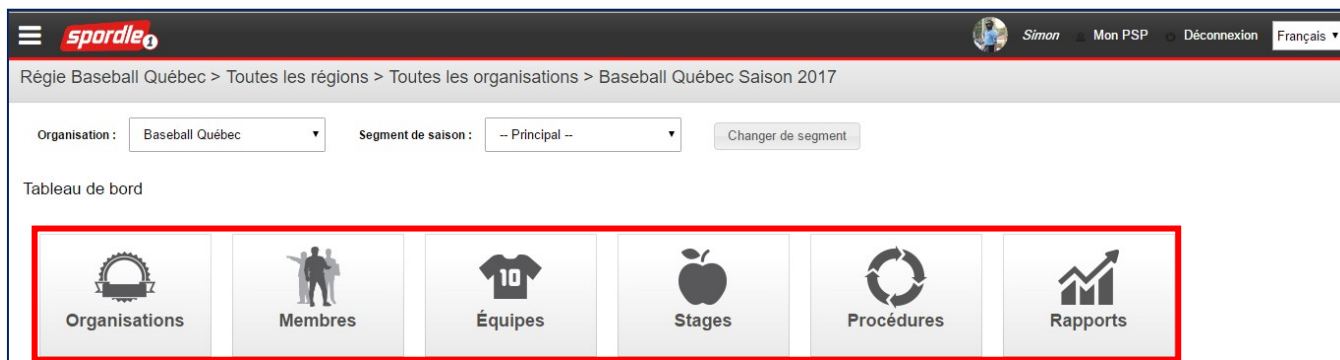 spordle1 Simon Mon PSP Déconnexion Français
Régie Baseball Québec > Toutes les régions > Toutes les organisations > Baseball Québec Saison 2017
Organisation : Baseball Québec Segment de saison : -- Principal -- Changer de segment
Tableau de bord
10
Organisations Membres Équipes Stages Procédures Rapports